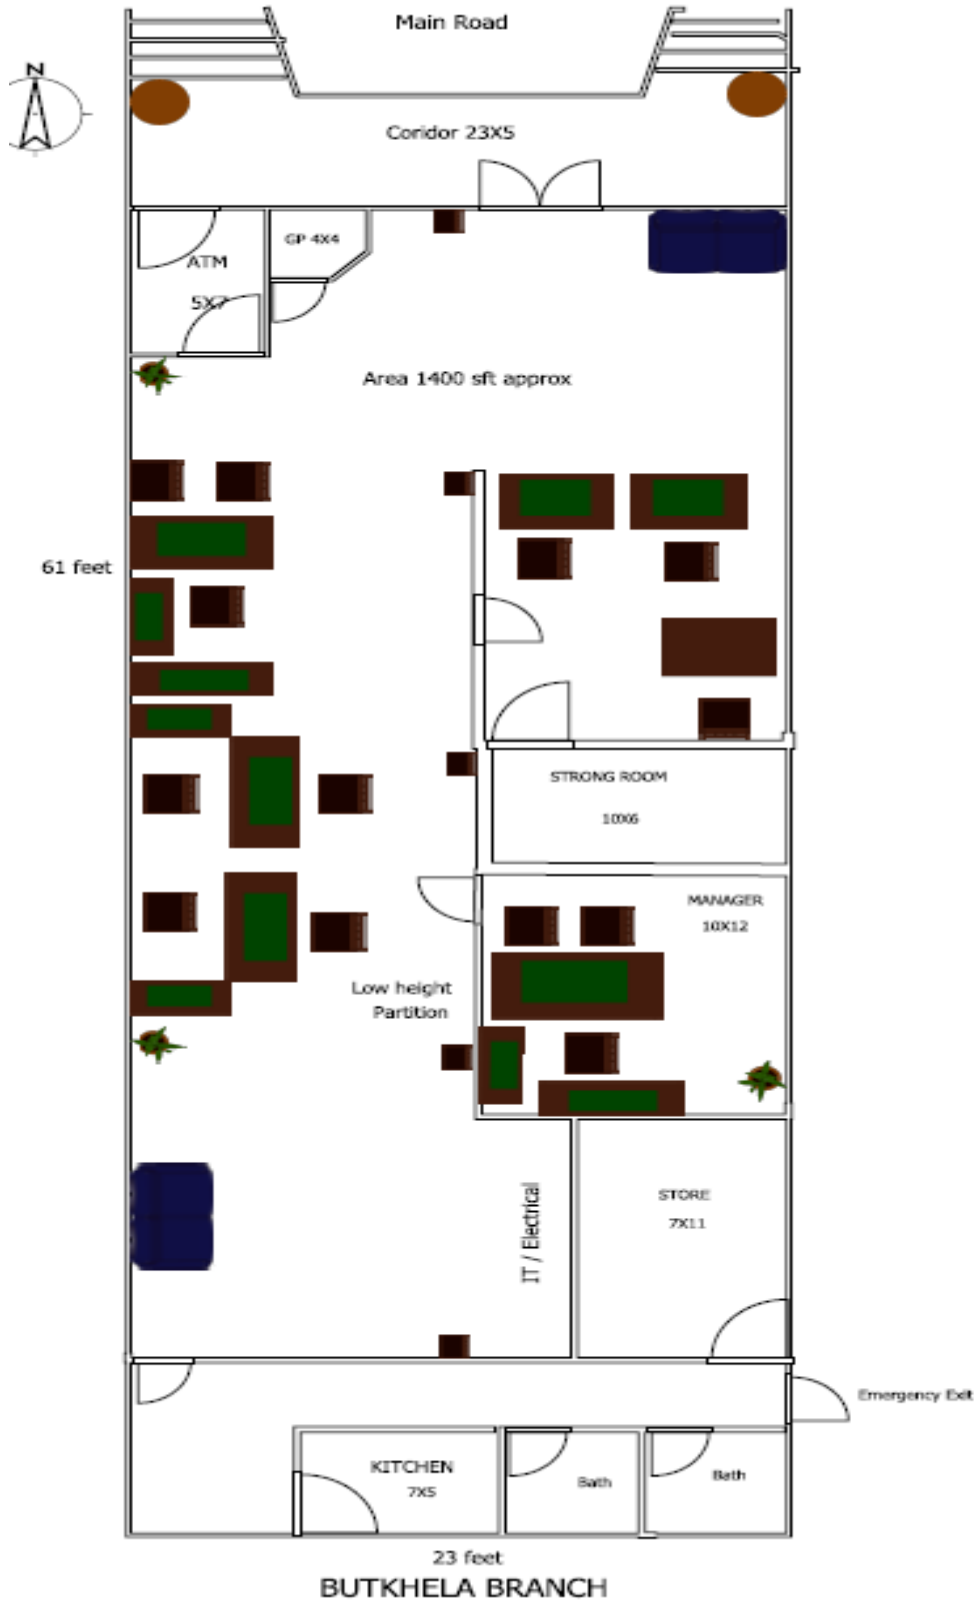 Main Road
N
Coridor 23X5
GP 4X4
ATM
5X7
Area 1400 sft approx
61 feet
STRONG ROOM
10X6
MANAGER
10X12
Low height
Partition
IT / Electrical
STORE
7X11
Emergency Exit
KITCHEN
7X5
Bath
Bath
23 feet
BUTKHELA BRANCH